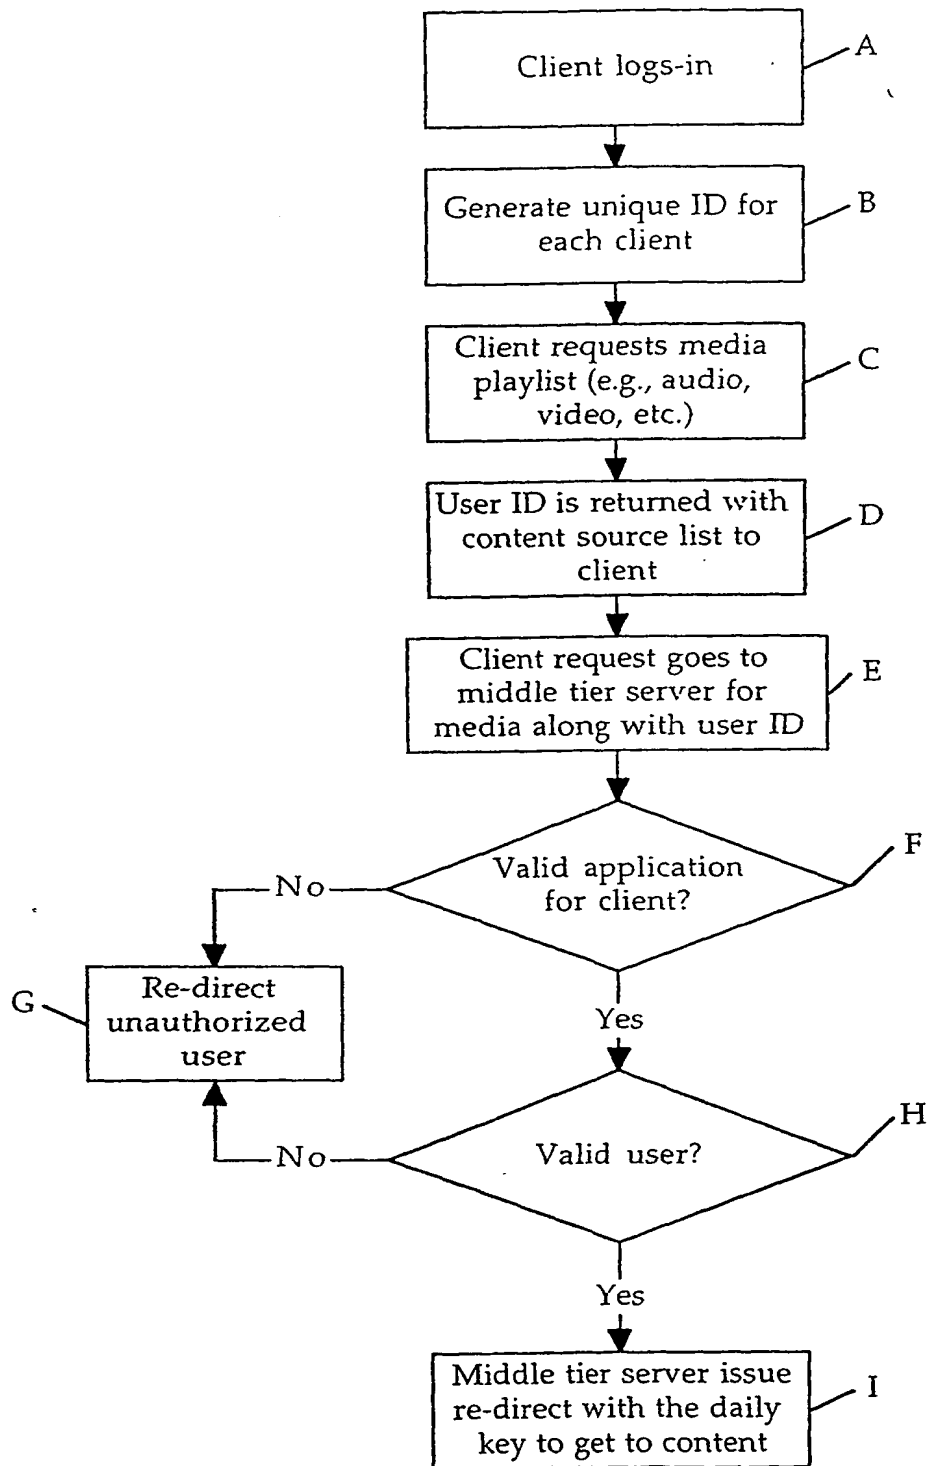 Client logs-in
A
Generate unique ID for
each client
B
Client requests media
playlist (e.g., audio,
video, etc.)
C
User ID is returned with
content source list to
client
D
Client request goes to
middle tier server for
media along with user ID
E
Valid application
for client?
F
No
Yes
G
Re-direct
unauthorized
user
Valid user?
H
No
Yes
Middle tier server issue
re-direct with the daily
key to get to content
I